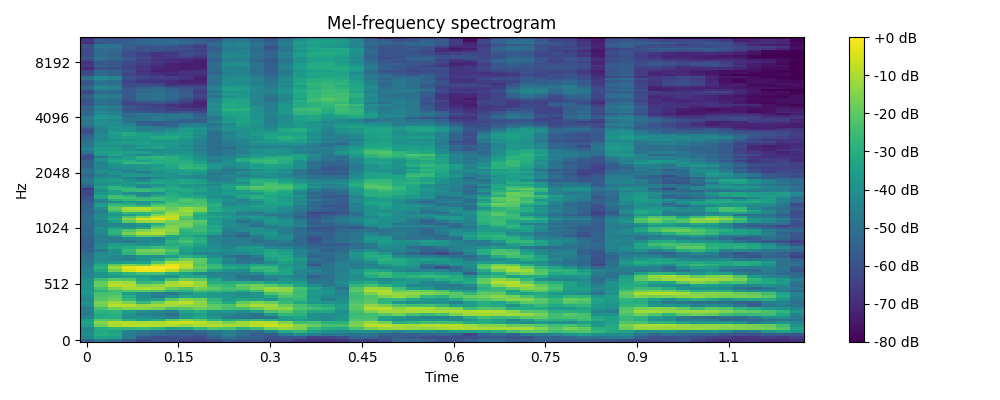 Mel-frequency spectrogram
Hz
8192
4096
2048
1024
512
0
0 0.15 0.3 0.45 0.6 0.75 0.9 1.1
Time
+0 dB
-10 dB
-20 dB
-30 dB
-40 dB
-50 dB
-60 dB
-70 dB
-80 dB